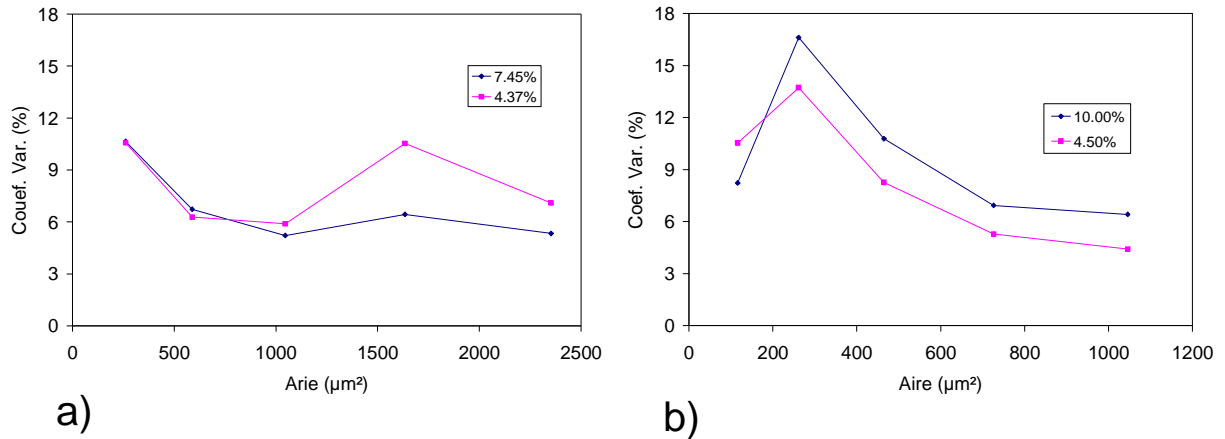 18
15
12
9
6
3
0
Couef. Var. (%)
7.45%
4.37%
0 500 1000 1500 2000 2500
Arie (µm²)
a)
18
15
12
9
6
3
0
Coef. Var. (%)
10.00%
4.50%
0 200 400 600 800 1000 1200
Aire (µm²)
b)